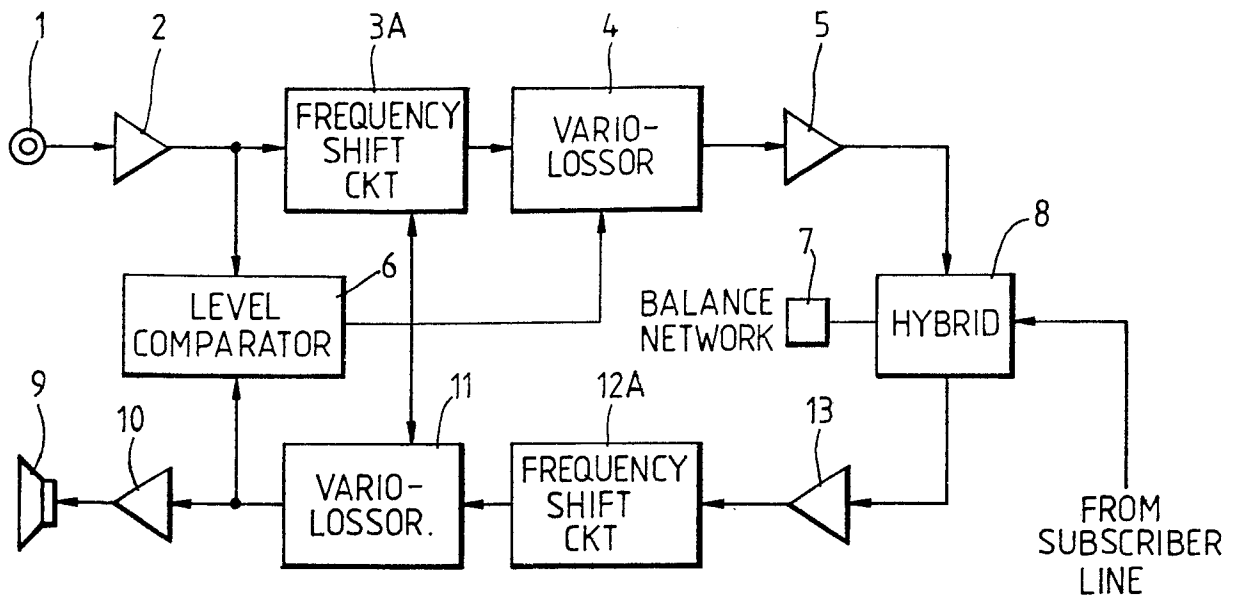 1
2
3A
4
5
FREQUENCY
SHIFT
CKT
VARIO-
LOSSOR
6
7
8
LEVEL
COMPARATOR
BALANCE
NETWORK
HYBRID
9
10
11
12A
13
VARIO-
LOSSOR.
FREQUENCY
SHIFT
CKT
FROM
SUBSCRIBER
LINE